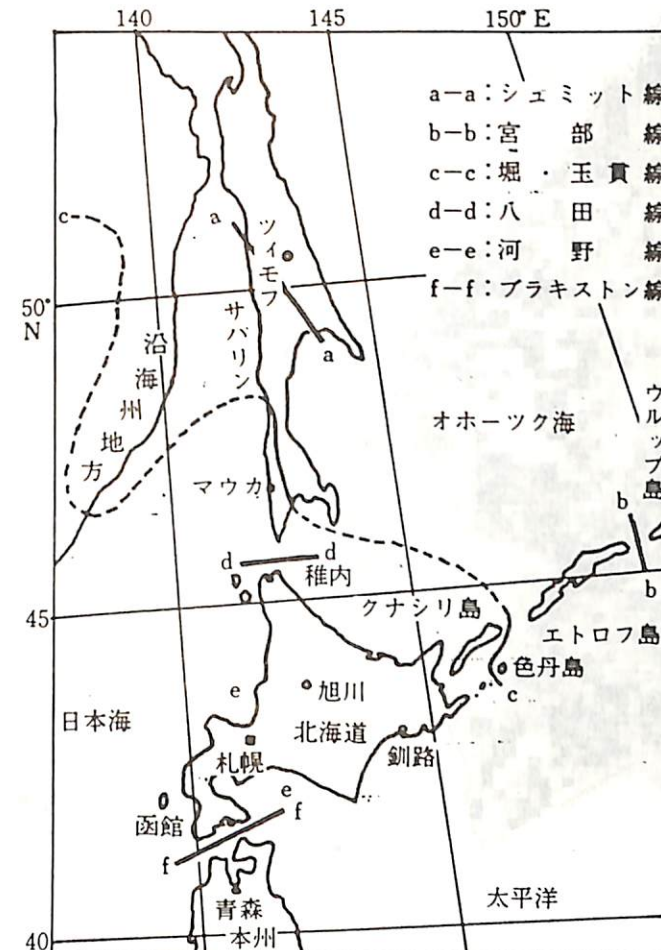 140
145
150°E
a—a：シュミット線
b—b：宮部線
c—c：堀・玉貫線
d—d：八田線
e—e：河野線
f—f：ブラキストン線
c
a
ツィモフ
50°
N
サハリン
a
沿海州地方
オホーツク海
ウルップ島
マウカ
b
d
d
稚内
b
45
クナシリ島
エトロフ島
色丹島
c
e
旭川
日本海
北海道
札幌
釧路
e
f
函館
f
青森
本州
太平洋
40